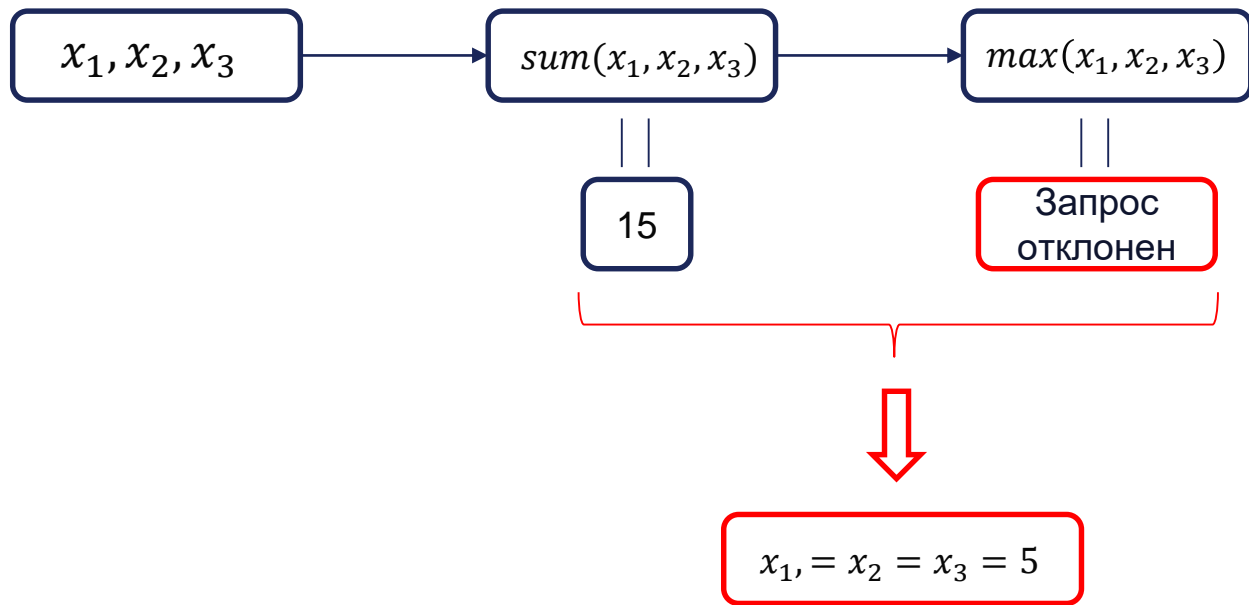 x₁, x₂, x₃
sum(x₁, x₂, x₃)
max(x₁, x₂, x₃)
15
Запрос
отклонен
x₁, = x₂ = x₃ = 5